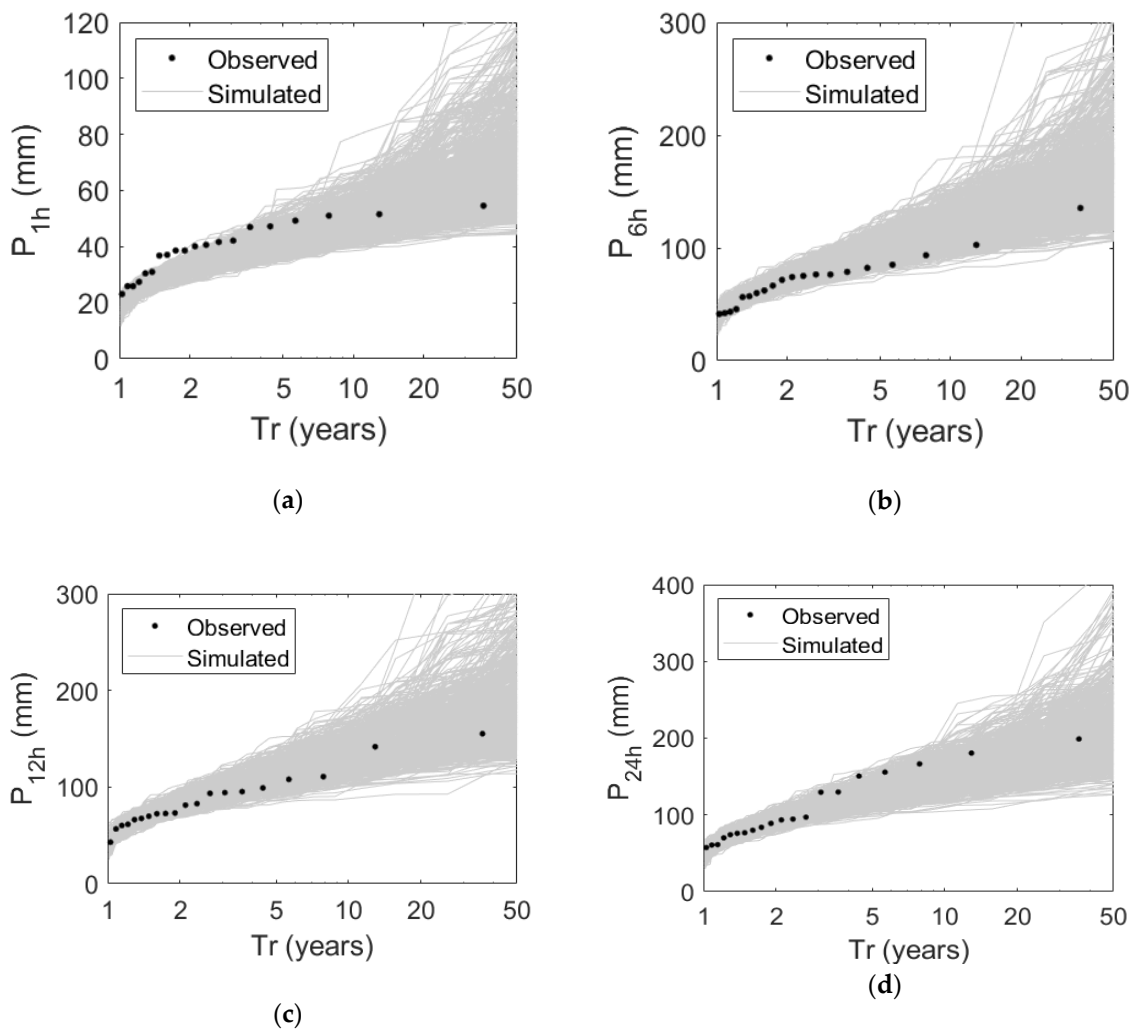 120
100
80
60
40
20
0
P1h (mm)
Observed
Simulated
1 2 5 10 20 50
Tr (years)
(a)
300
200
100
0
P6h (mm)
Observed
Simulated
1 2 5 10 20 50
Tr (years)
(b)
300
200
100
0
P12h (mm)
Observed
Simulated
1 2 5 10 20 50
Tr (years)
(c)
400
300
200
100
0
P24h (mm)
Observed
Simulated
1 2 5 10 20 50
Tr (years)
(d)